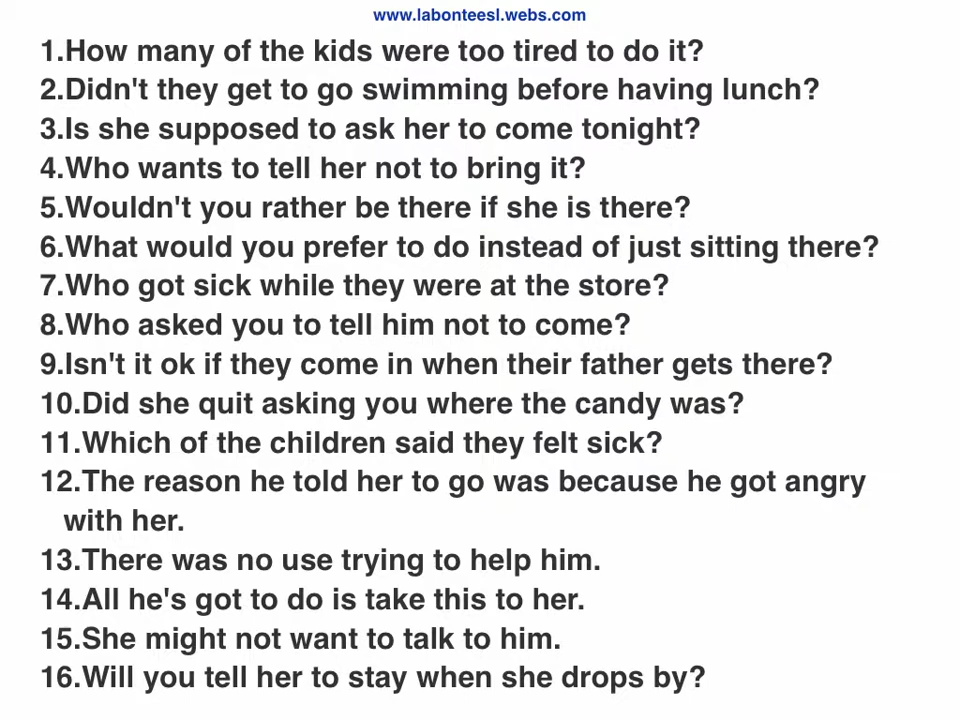 www.labonteesl.webs.com
1.How many of the kids were too tired to do it?
2.Didn't they get to go swimming before having lunch?
3.Is she supposed to ask her to come tonight?
4.Who wants to tell her not to bring it?
5.Wouldn't you rather be there if she is there?
6.What would you prefer to do instead of just sitting there?
7.Who got sick while they were at the store?
8.Who asked you to tell him not to come?
9.Isn't it ok if they come in when their father gets there?
10.Did she quit asking you where the candy was?
11.Which of the children said they felt sick?
12.The reason he told her to go was because he got angry
with her.
13.There was no use trying to help him.
14.All he's got to do is take this to her.
15.She might not want to talk to him.
16.Will you tell her to stay when she drops by?